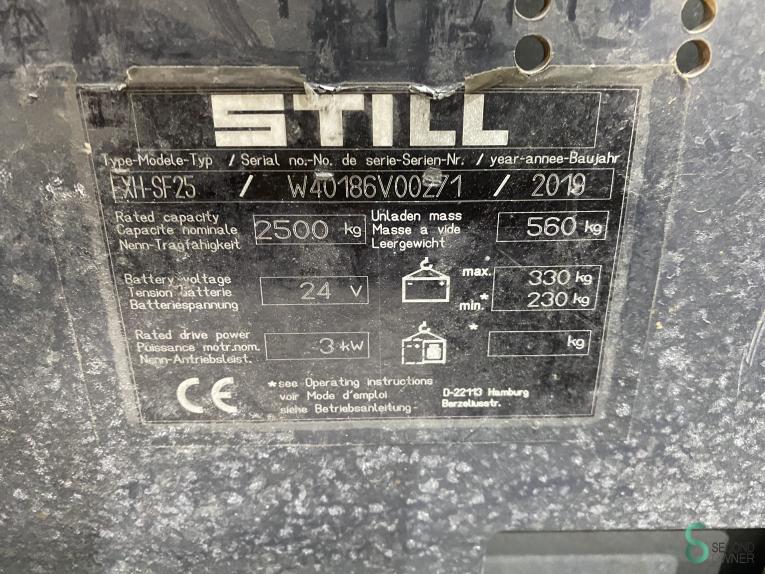 STILL
Type-Modele-Typ / Serial no.-No. de serie-Serien-Nr. / year-annee-Baujahr
EXH-SF25 / W40186V00271 / 2019
Rated capacity
Capacite nominale
Nenn-Tragfähigkeit
2500 kg
Unladen mass
Masse a vide
Leergewicht
560 kg
Battery voltage
Tension batterie
Batteriespannung
24 V
max. 330 kg
min.* 230 kg
Rated drive power
Puissance motr.nom.
Nenn-Antriebsleist.
3 kW
* kg
CE
*see Operating instructions
voir Mode d'emploi
siehe Betriebsanleitung
D-22113 Hamburg
Berzeliusstr.
SECOND
OWNER